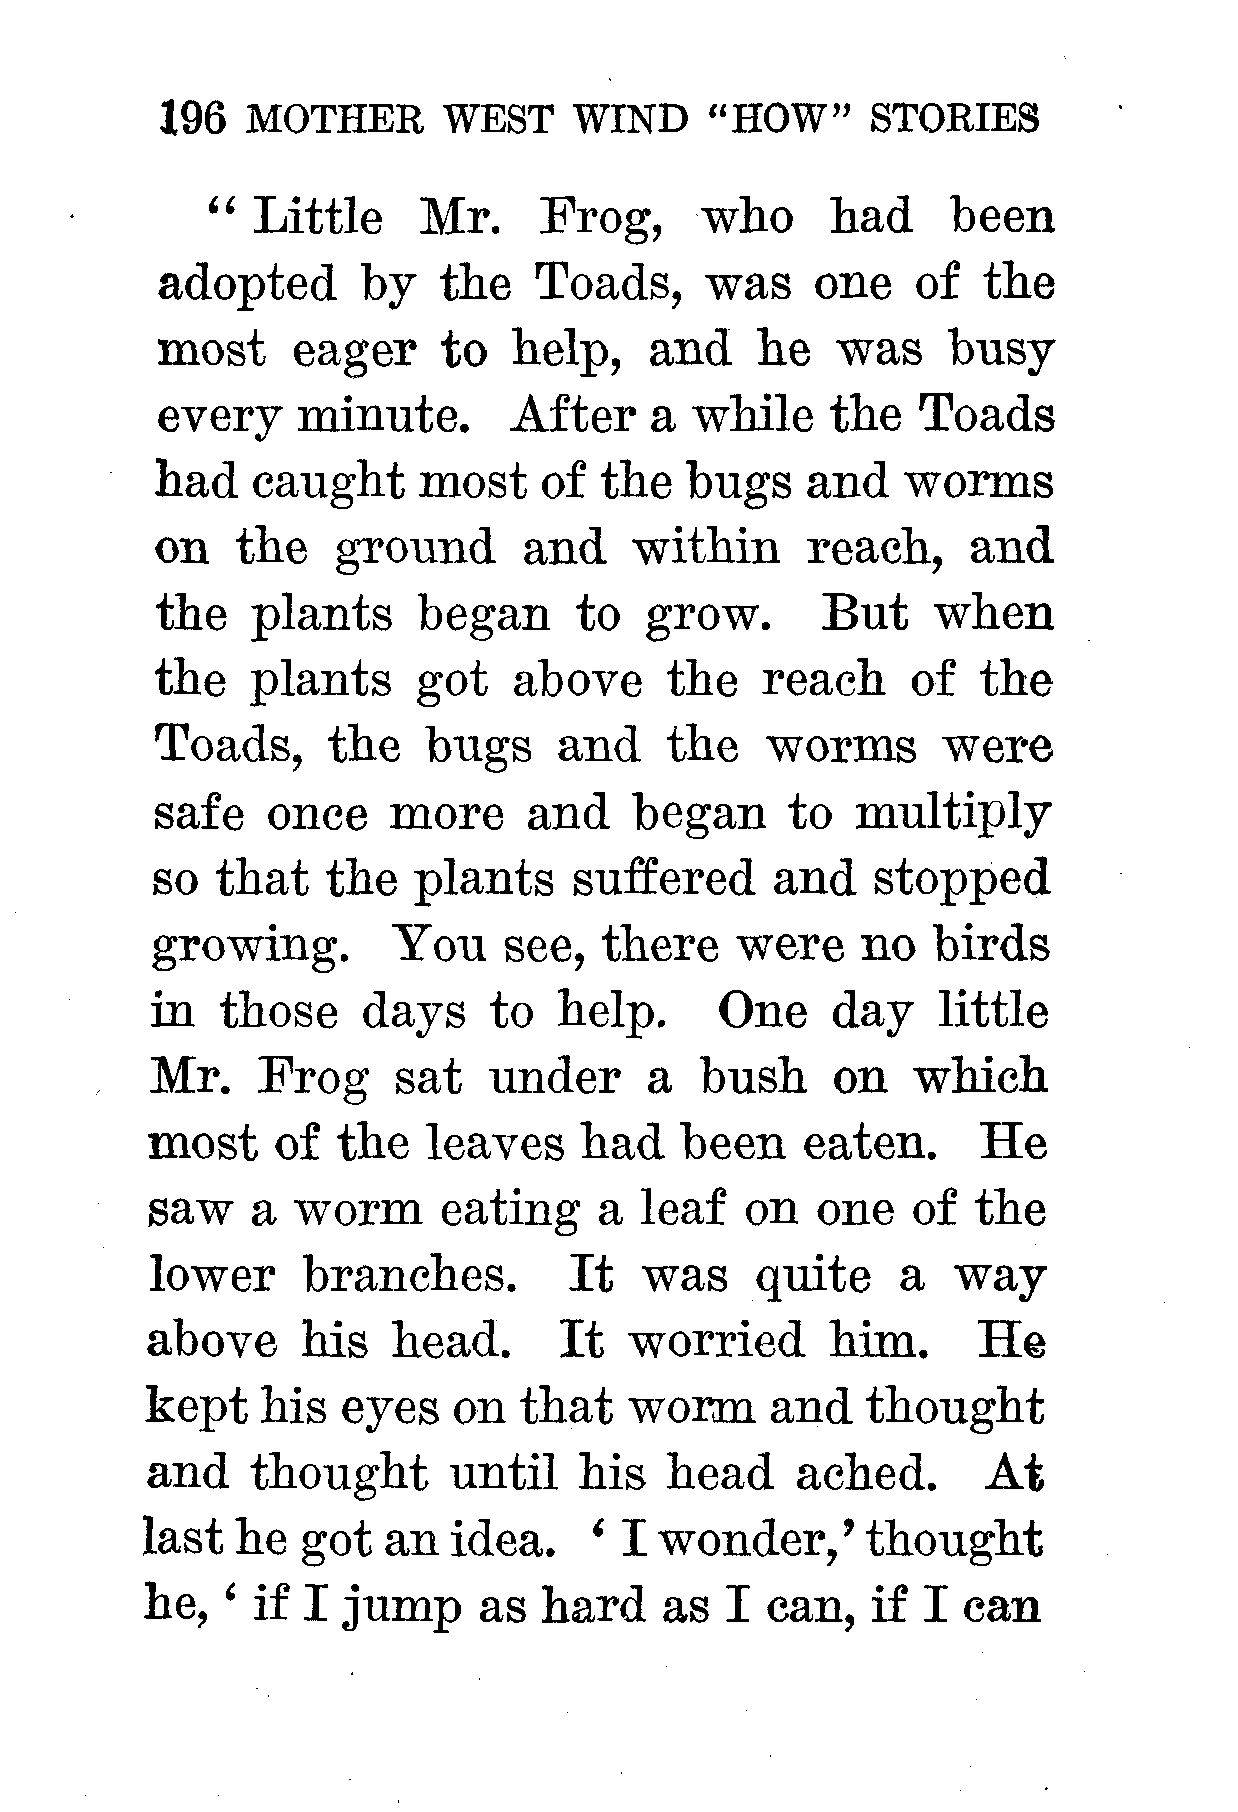 196 MOTHER WEST WIND "HOW" STORIES
" Little Mr. Frog, who had been
adopted by the Toads, was one of the
most eager to help, and he was busy
every minute. After a while the Toads
had caught most of the bugs and worms
on the ground and within reach, and
the plants began to grow. But when
the plants got above the reach of the
Toads, the bugs and the worms were
safe once more and began to multiply
so that the plants suffered and stopped
growing. You see, there were no birds
in those days to help. One day little
Mr. Frog sat under a bush on which
most of the leaves had been eaten. He
saw a worm eating a leaf on one of the
lower branches. It was quite a way
above his head. It worried him. He
kept his eyes on that worm and thought
and thought until his head ached. At
last he got an idea. ‘ I wonder,’ thought
he, ‘ if I jump as hard as I can, if I can